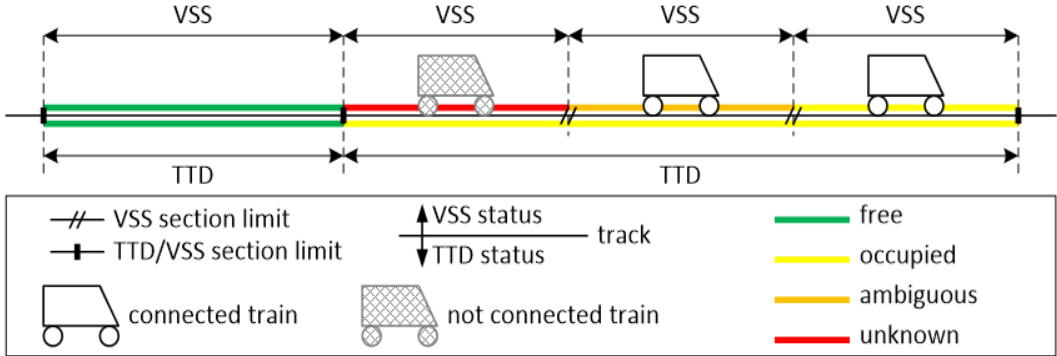 VSS VSS VSS VSS
TTD TTD
VSS section limit
TTD/VSS section limit
VSS status
TTD status
track
free
occupied
ambiguous
unknown
connected train
not connected train